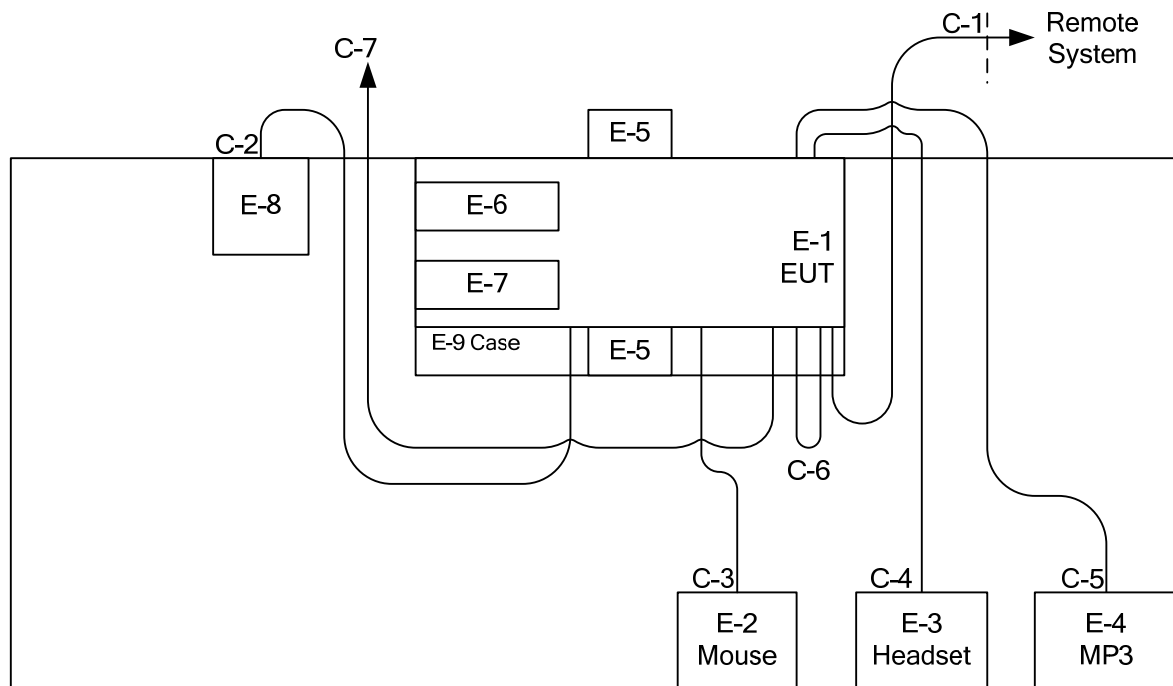 C-1
Remote
System
C-7
C-2
E-5
E-8
E-6
E-1
EUT
E-7
E-9 Case
E-5
C-6
C-3
C-4
C-5
E-2
Mouse
E-3
Headset
E-4
MP3